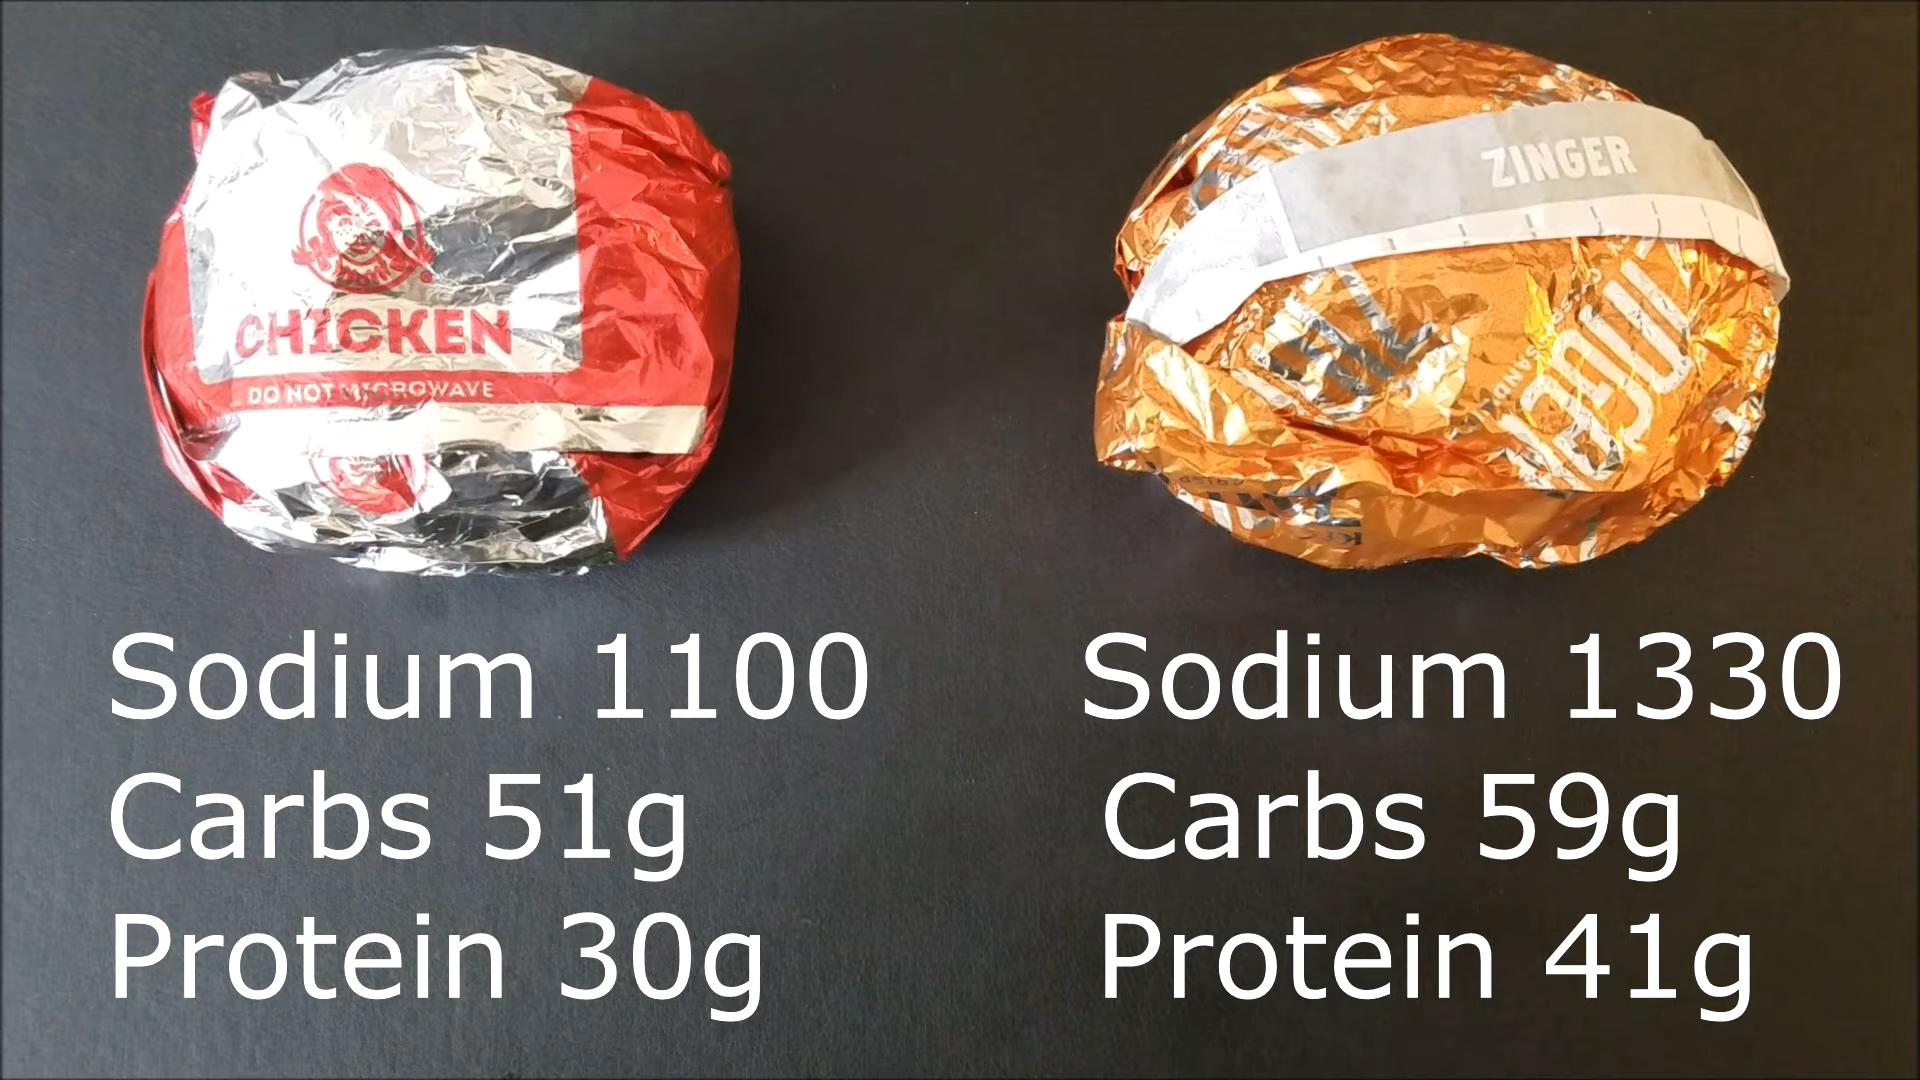 CHICKEN
DO NOT MICROWAVE
ZINGER
Sodium 1100
Carbs 51g
Protein 30g
Sodium 1330
Carbs 59g
Protein 41g